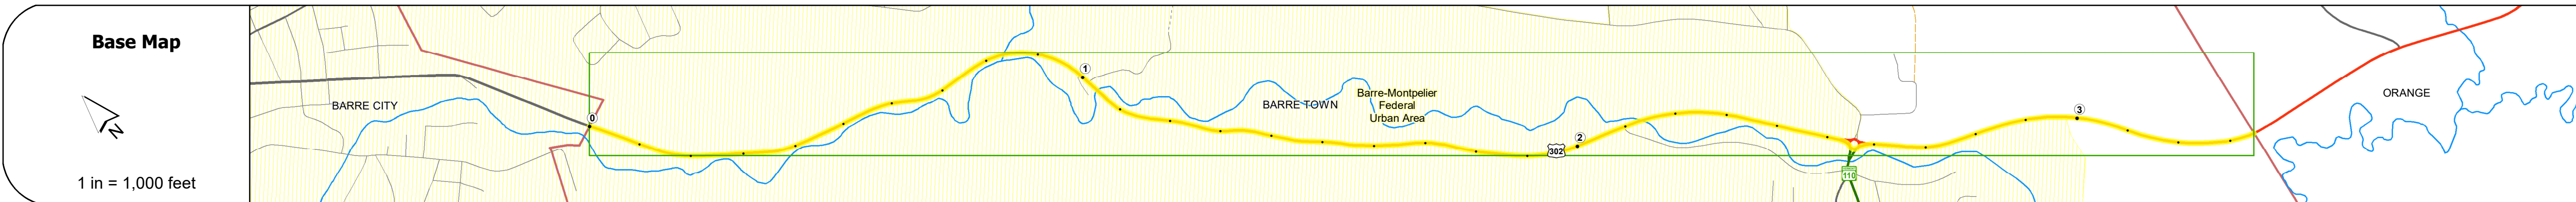 Base Map
N
1 in = 1,000 feet
BARRE CITY
0
1
BARRE TOWN
Barre-Montpelier
Federal
Urban Area
302
2
110
3
ORANGE